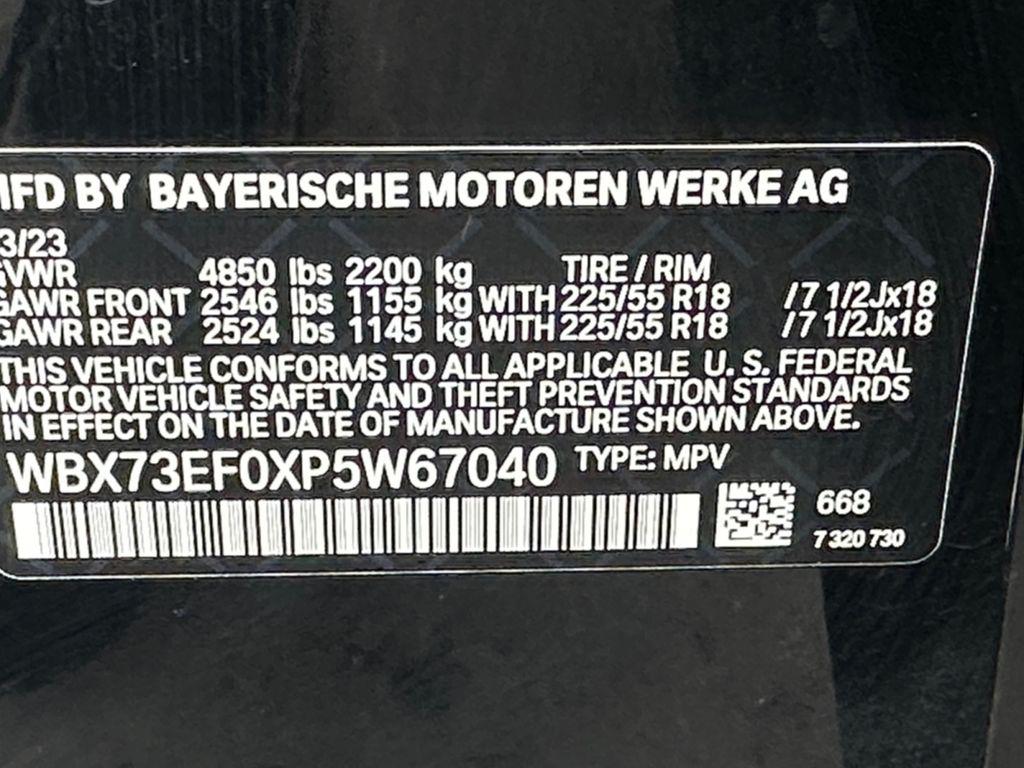 MFD BY BAYERISCHE MOTOREN WERKE AG
3/23
GVWR 4850 lbs 2200 kg TIRE / RIM
GAWR FRONT 2546 lbs 1155 kg WITH 225/55 R18 /7 1/2Jx18
GAWR REAR 2524 lbs 1145 kg WITH 225/55 R18 /7 1/2Jx18
THIS VEHICLE CONFORMS TO ALL APPLICABLE U. S. FEDERAL
MOTOR VEHICLE SAFETY AND THEFT PREVENTION STANDARDS
IN EFFECT ON THE DATE OF MANUFACTURE SHOWN ABOVE.
WBX73EF0XP5W67040 TYPE: MPV
668
7 320 730